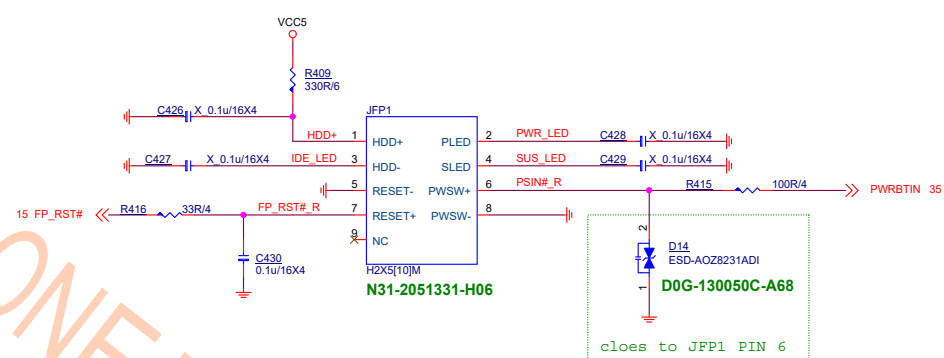 VCC5
R409
330R/6
C426 X_0.1u/16X4
JFP1
HDD+ 1 HDD+ PLED 2 PWR_LED C428 X_0.1u/16X4
C427 X_0.1u/16X4 IDE_LED 3 HDD- SLED 4 SUS_LED C429 X_0.1u/16X4
5 RESET- PWSW+ 6 PSIN#_R R415 100R/4 PWRBTIN 35
15 FP_RST# R416 33R/4 FP_RST#_R 7 RESET+ PWSW- 8
9 NC
C430
0.1u/16X4
H2X5[10]M
N31-2051331-H06
2
D14
ESD-AOZ8231ADI
1
D0G-130050C-A68
cloes to JFP1 PIN 6
ONE